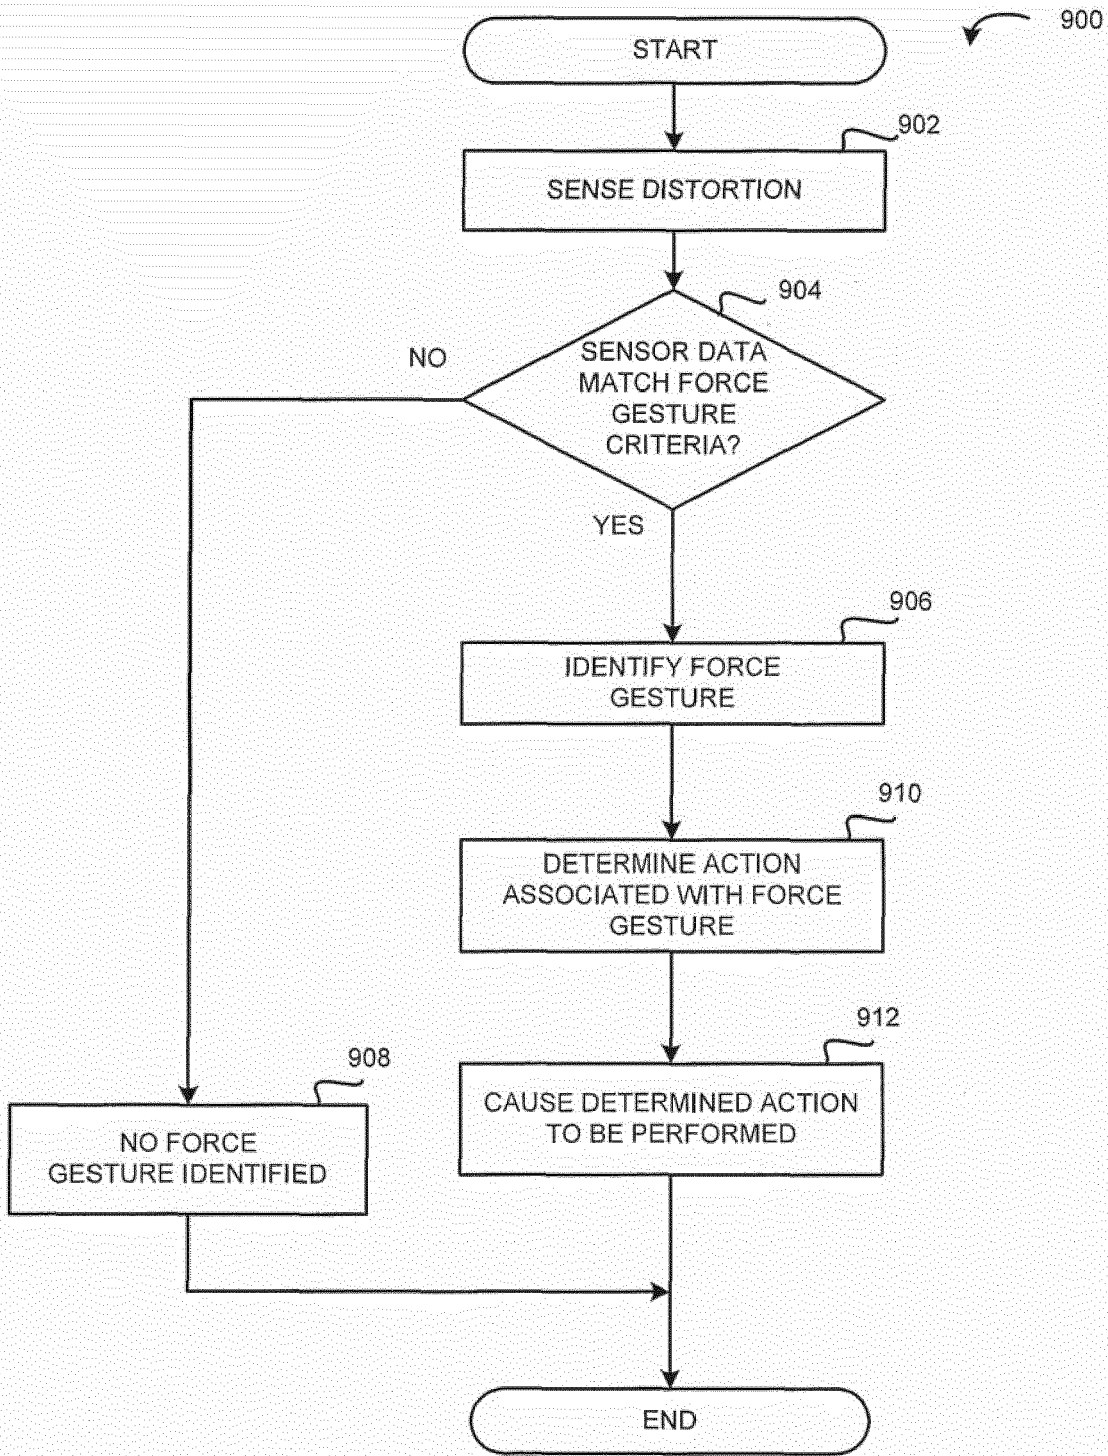 900
START
902
SENSE DISTORTION
904
NO
SENSOR DATA
MATCH FORCE
GESTURE
CRITERIA?
YES
906
IDENTIFY FORCE
GESTURE
910
DETERMINE ACTION
ASSOCIATED WITH FORCE
GESTURE
912
CAUSE DETERMINED ACTION
TO BE PERFORMED
908
NO FORCE
GESTURE IDENTIFIED
END